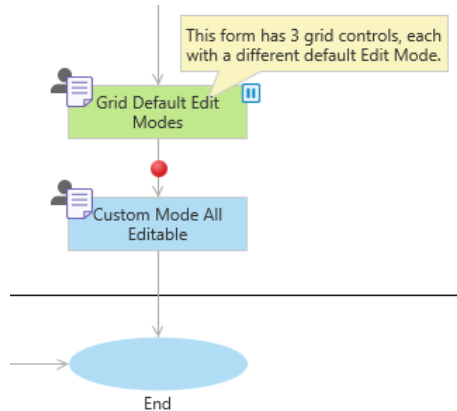 This form has 3 grid controls, each
with a different default Edit Mode.
Grid Default Edit
Modes
Custom Mode All
Editable
End